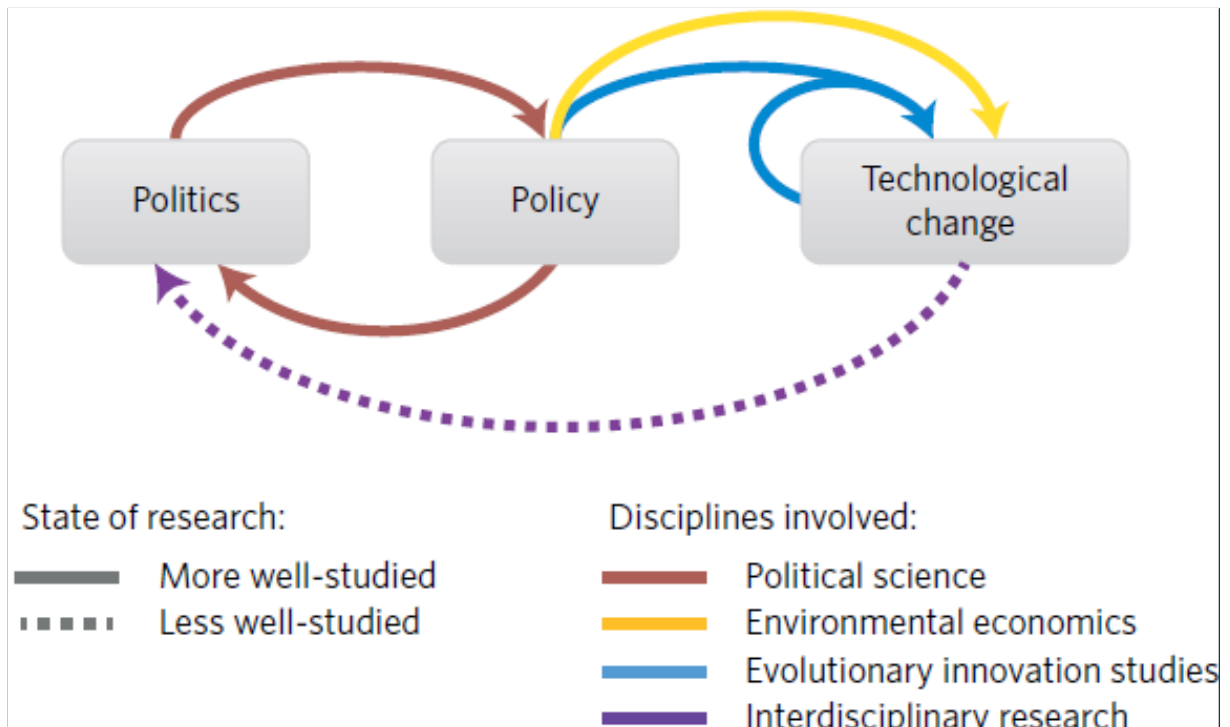 Politics
Policy
Technological
change
State of research:
More well-studied
Less well-studied
Disciplines involved:
Political science
Environmental economics
Evolutionary innovation studies
Interdisciplinary research